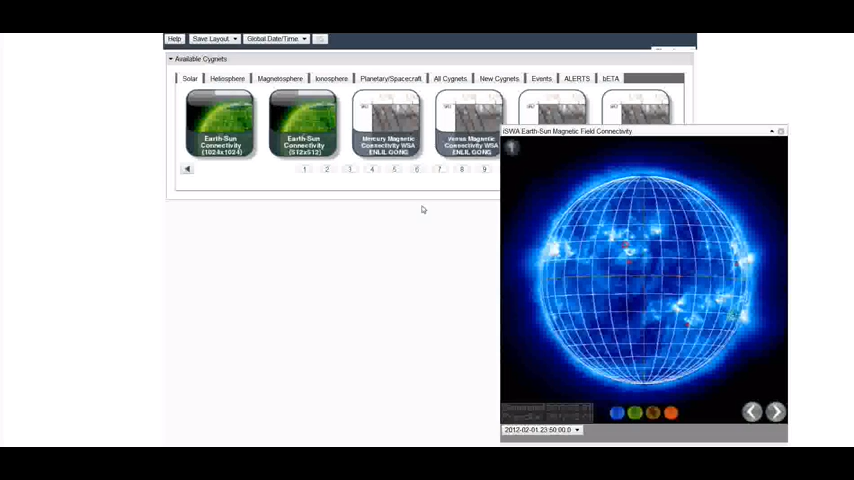 Help Save Layout Global Date/Time
Available Cygnets
Solar Heliosphere Magnetosphere Ionosphere Planetary/Spacecraft All Cygnets New Cygnets Events ALERTS bETA
Earth-Sun
Connectivity
(1024x1024)
Earth-Sun
Connectivity
(512x512)
Mercury Magnetic
Connectivity WSA
ENLIL GONG
Venus Magnetic
Connectivity WSA
ENLIL GONG
1 2 3 4 5 6 7 8 9
iSWA Earth-Sun Magnetic Field Connectivity
2012-02-01 23:50:00.0